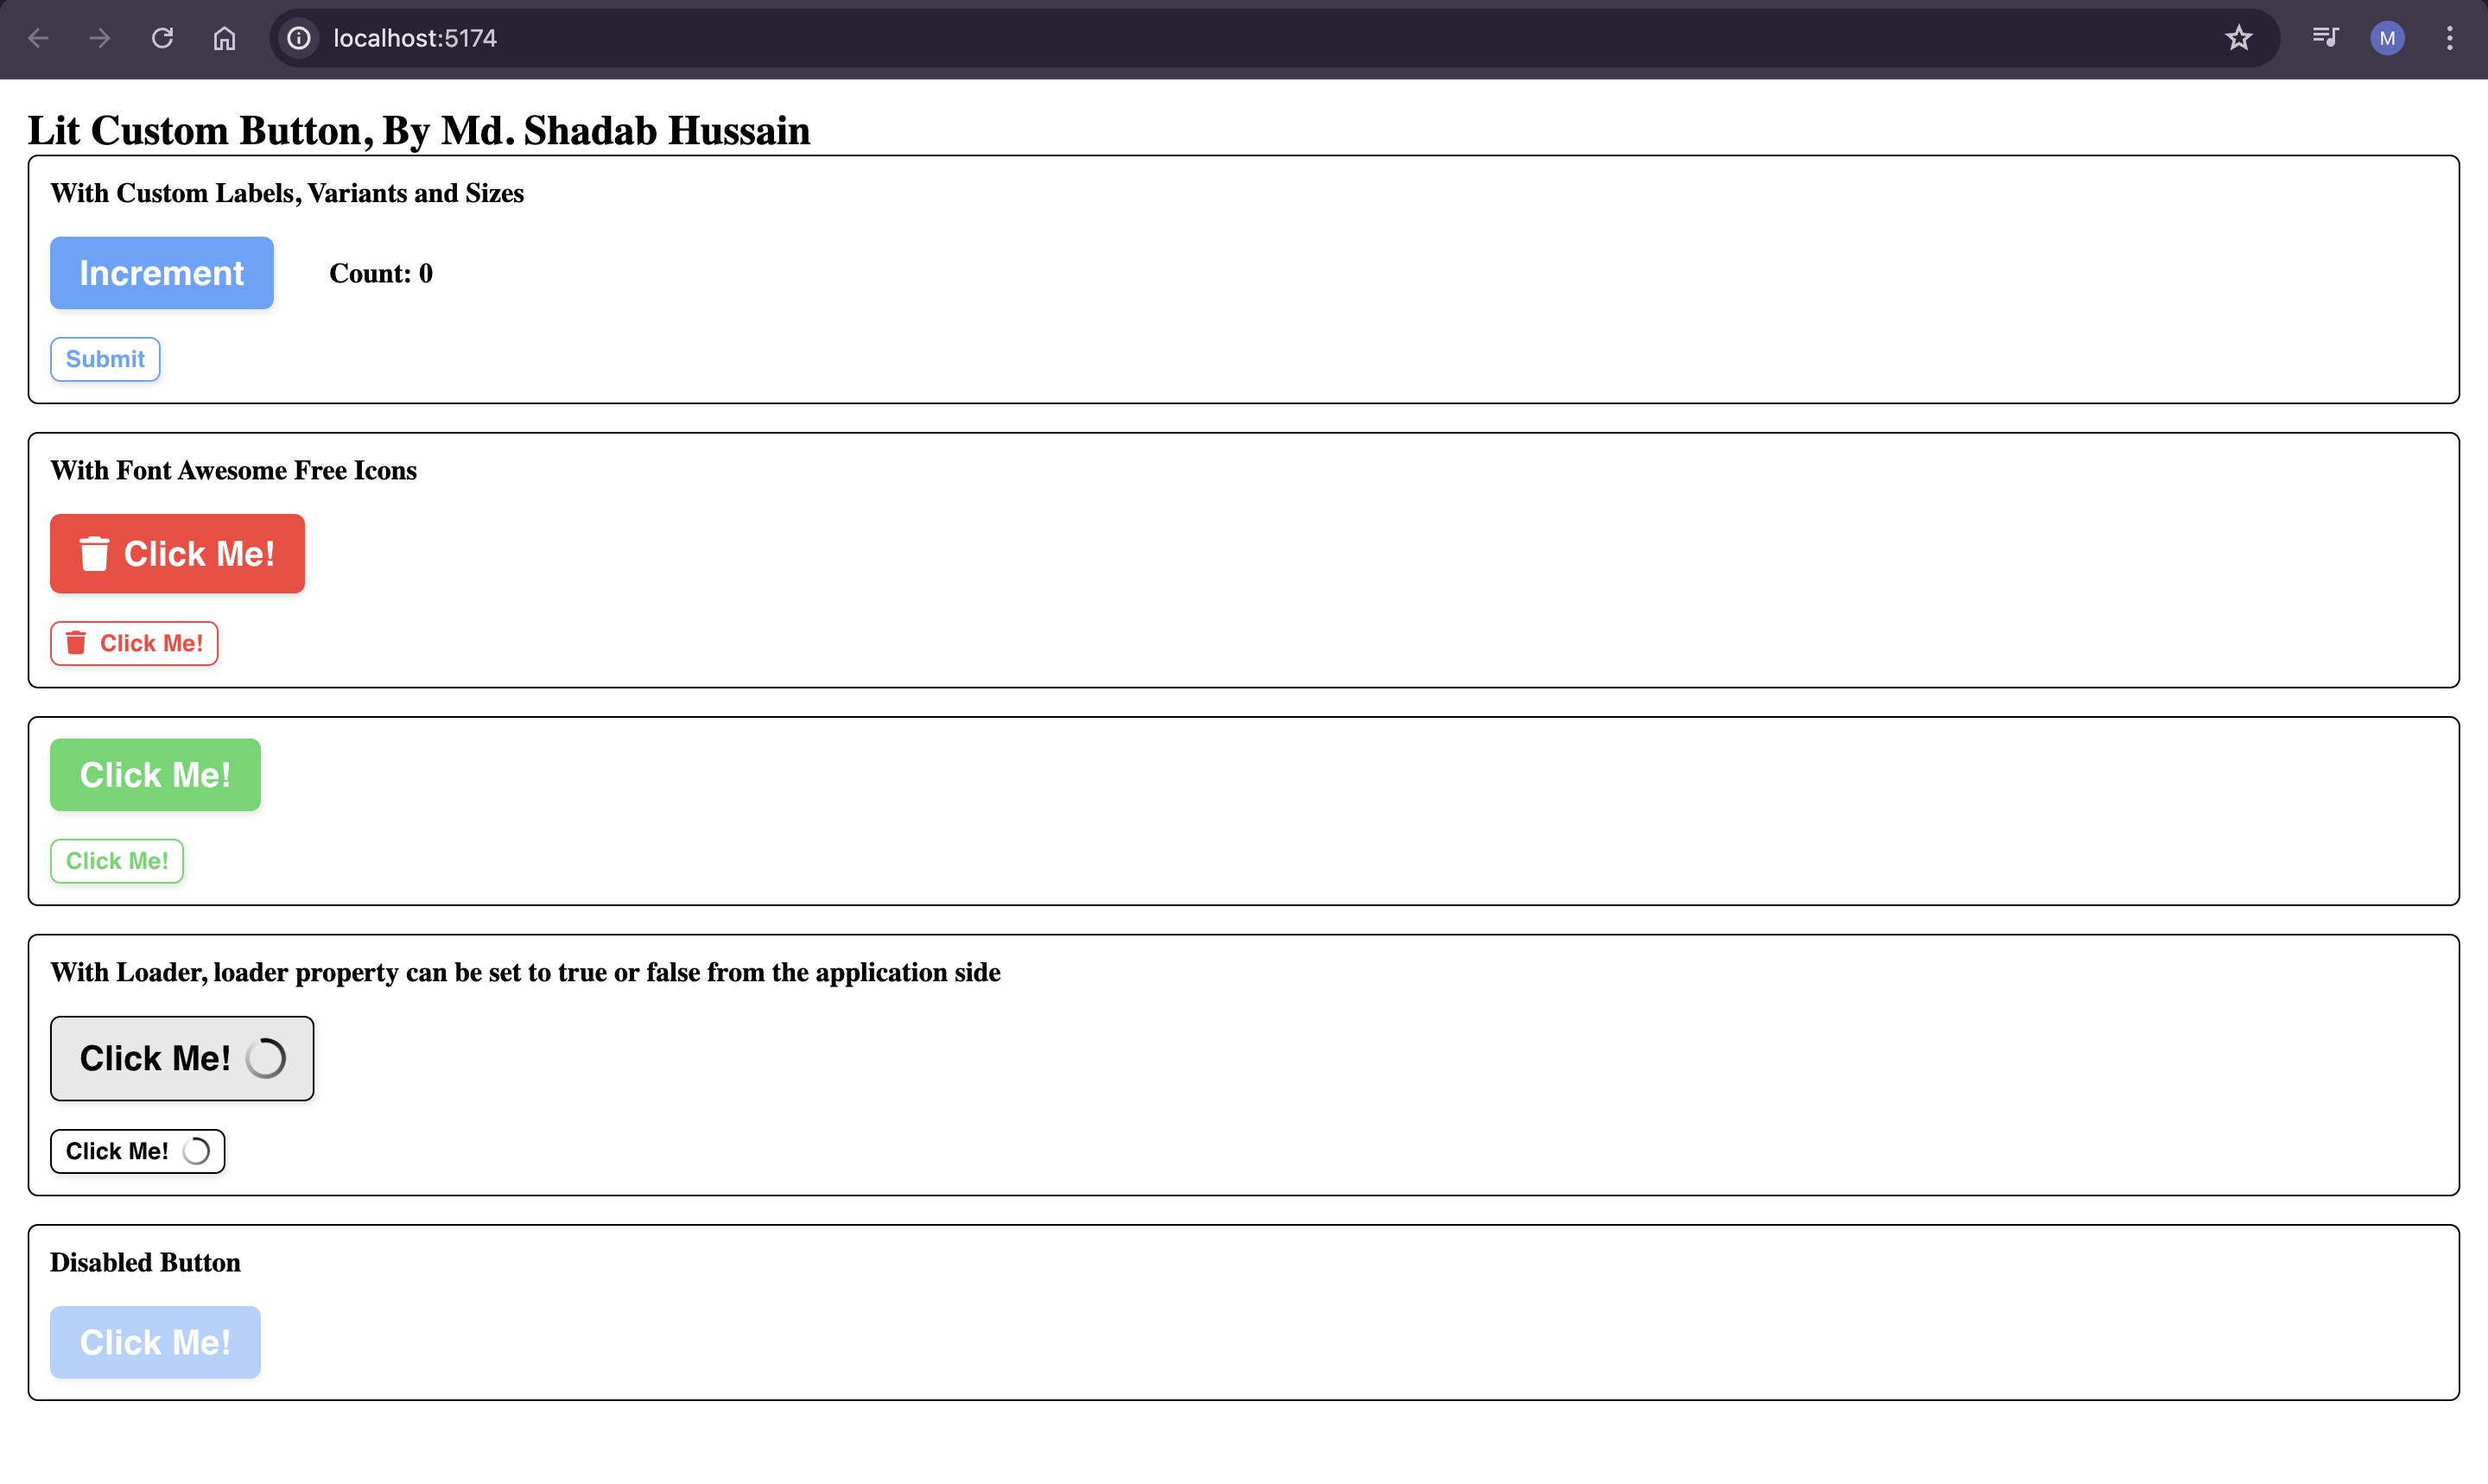 localhost:5174
M
Lit Custom Button, By Md. Shadab Hussain
With Custom Labels, Variants and Sizes
Increment
Count: 0
Submit
With Font Awesome Free Icons
Click Me!
Click Me!
Click Me!
Click Me!
With Loader, loader property can be set to true or false from the application side
Click Me!
Click Me!
Disabled Button
Click Me!